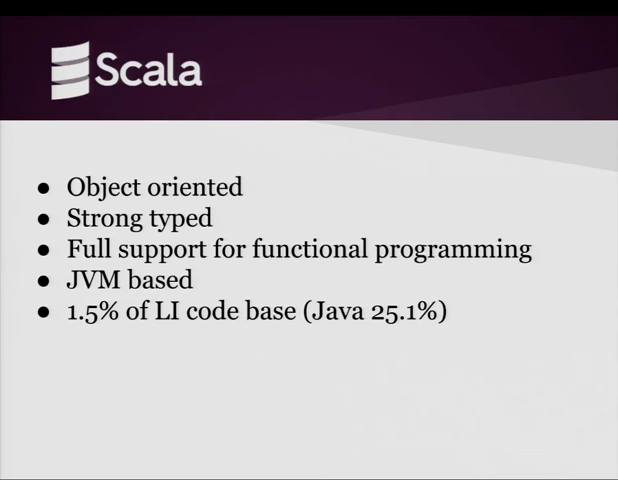 Scala
● Object oriented
● Strong typed
● Full support for functional programming
● JVM based
● 1.5% of LI code base (Java 25.1%)